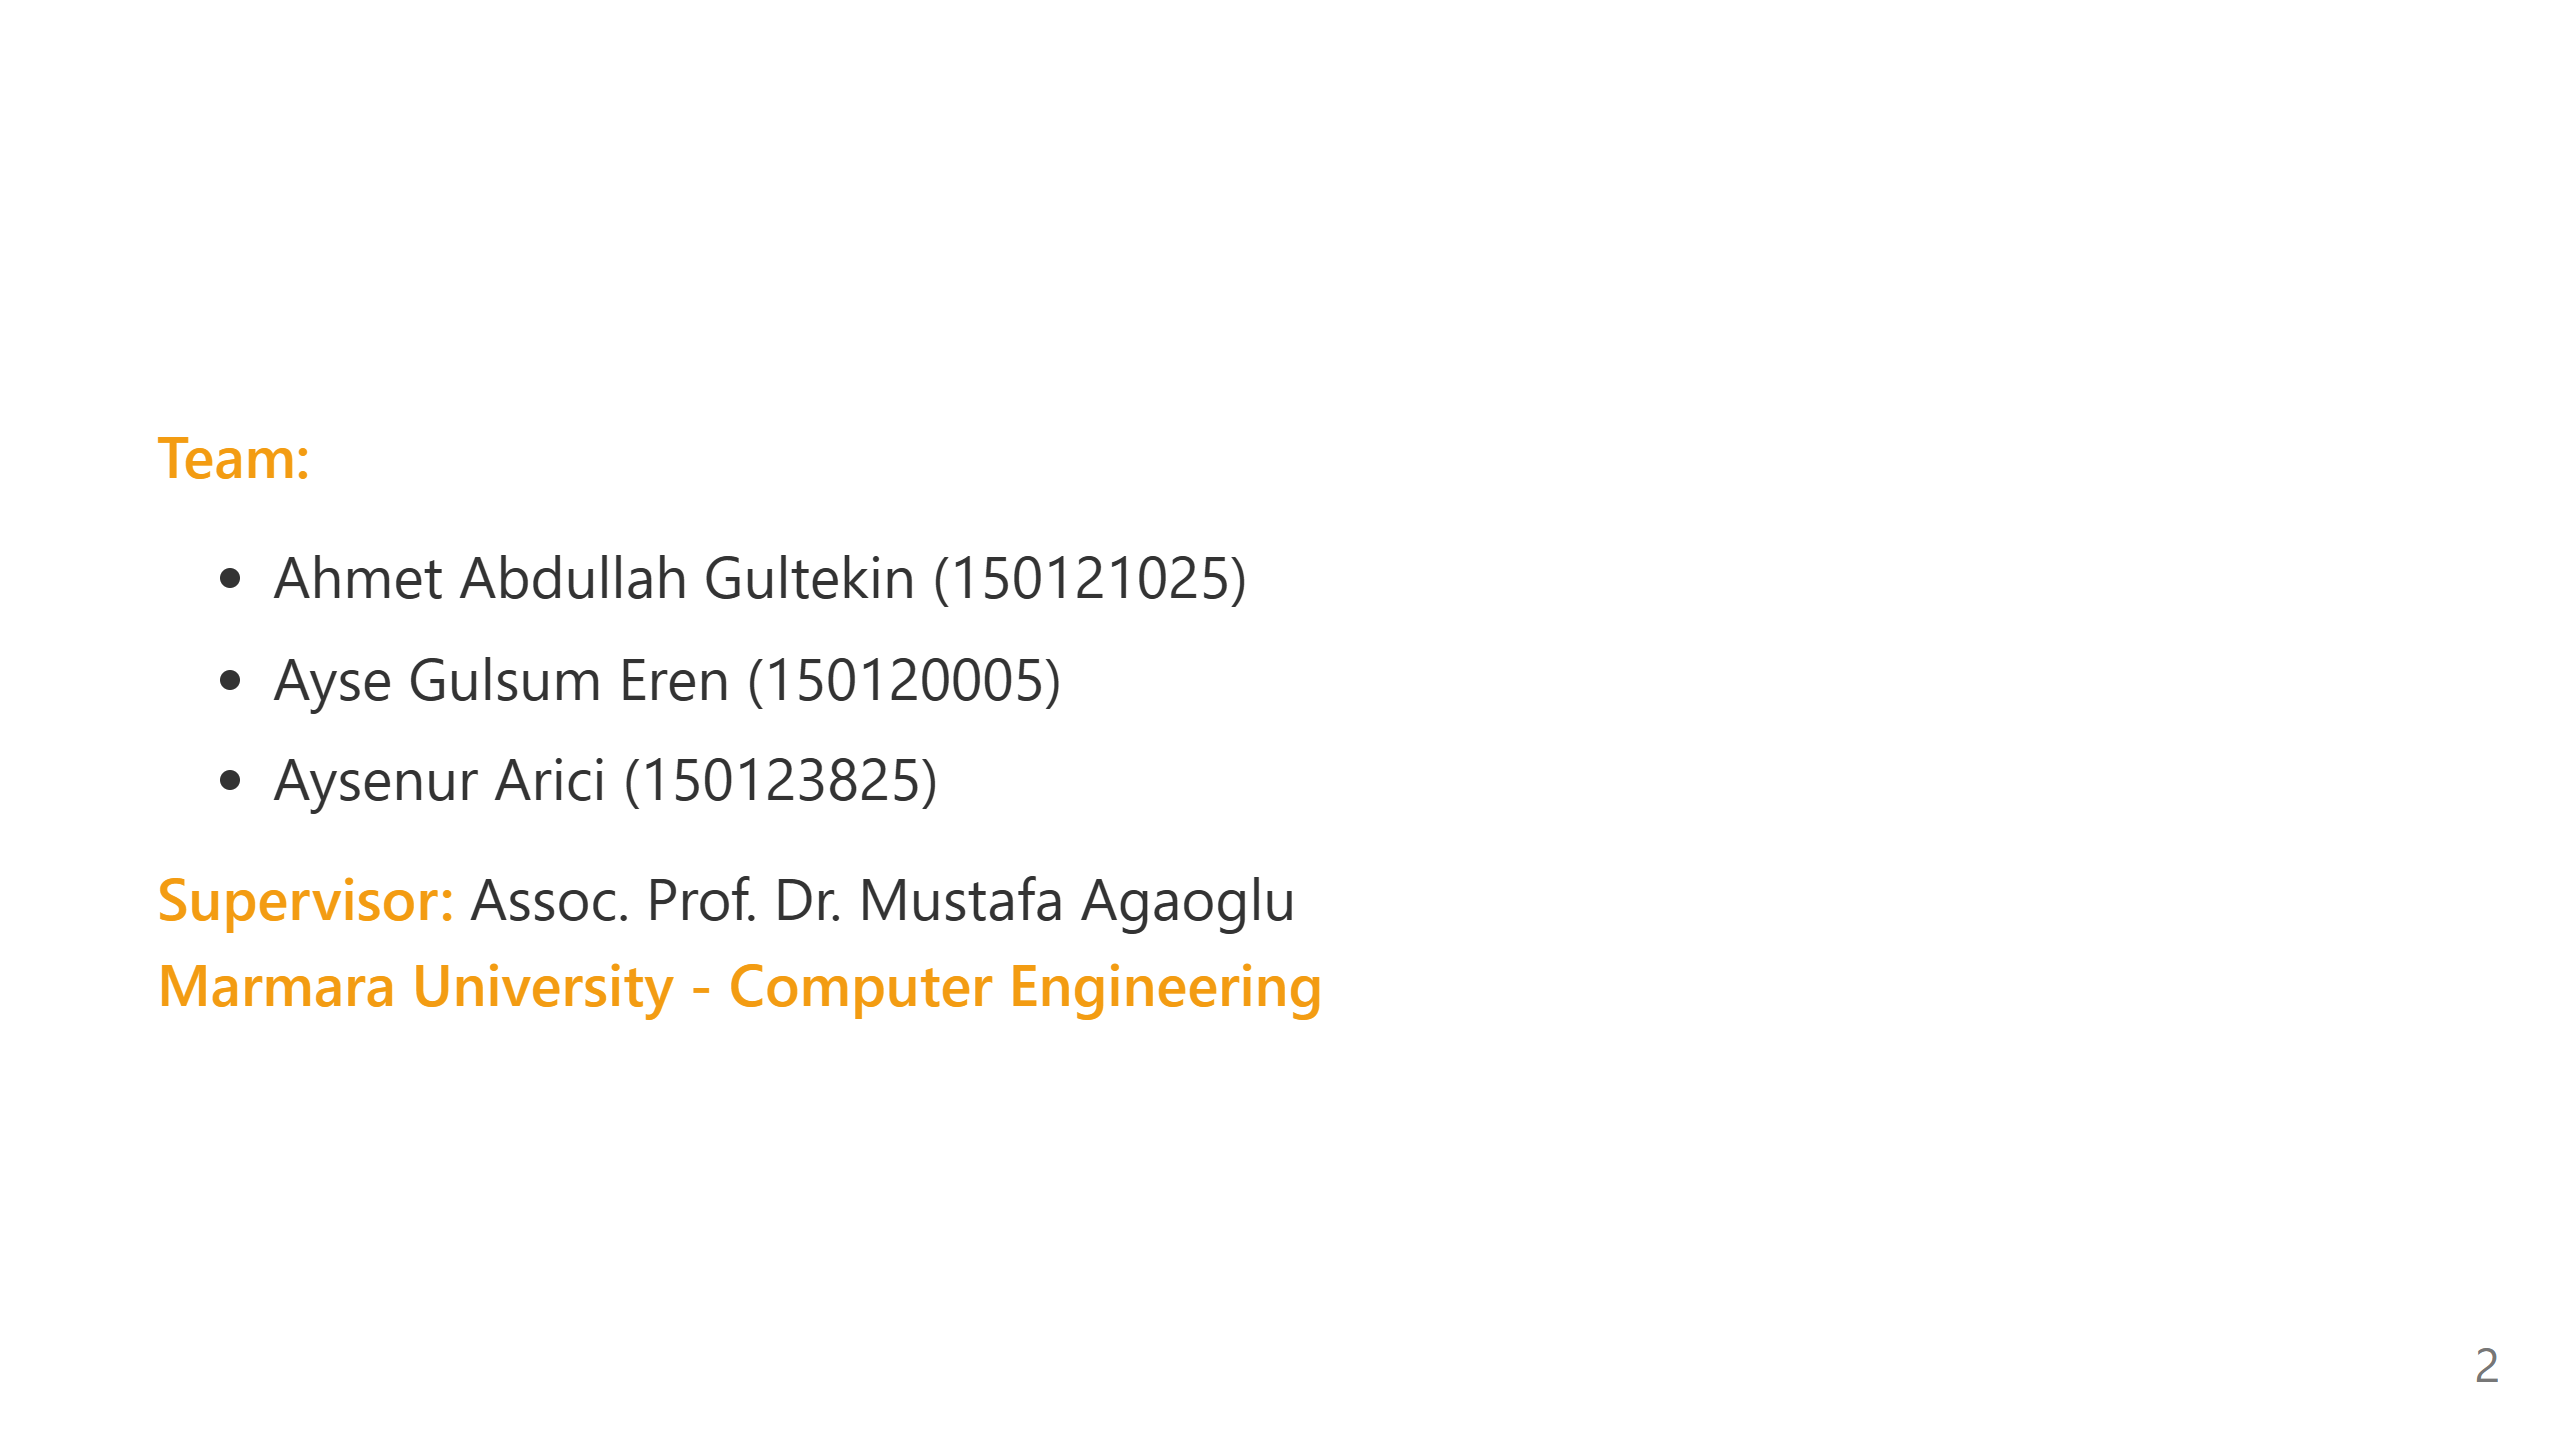 Team:
• Ahmet Abdullah Gultekin (150121025)
• Ayse Gulsum Eren (150120005)
• Aysenur Arici (150123825)
Supervisor: Assoc. Prof. Dr. Mustafa Agaoglu
Marmara University - Computer Engineering
2